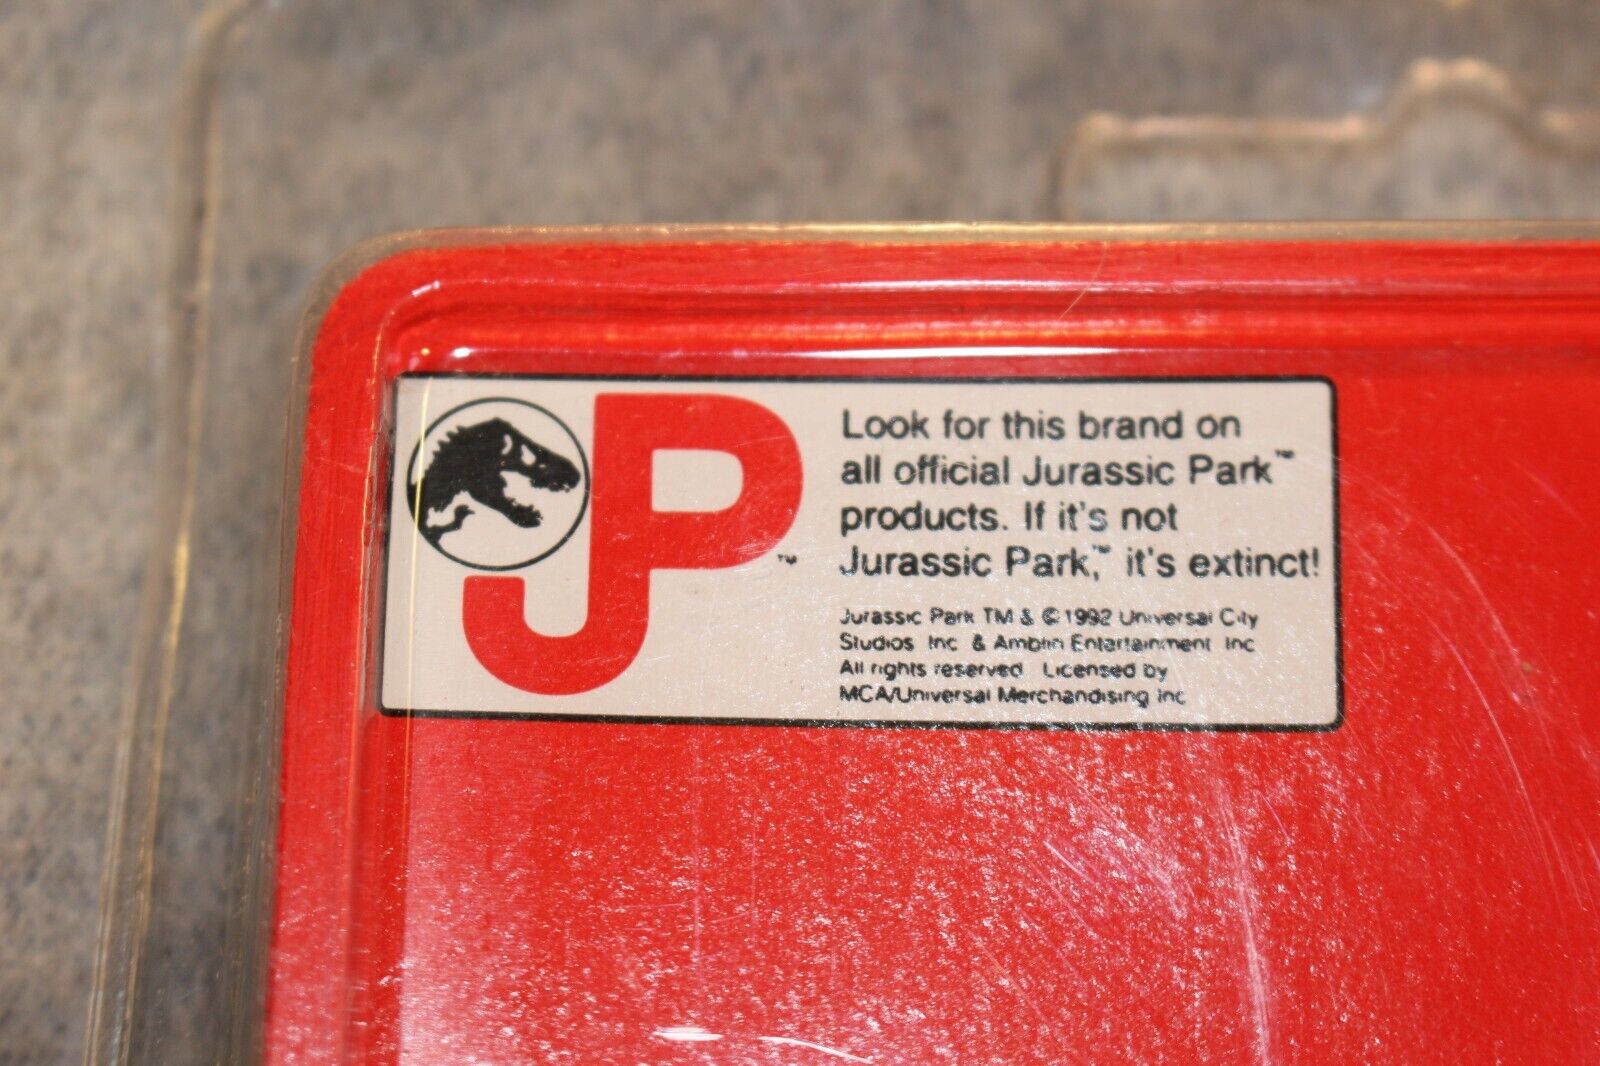 JP™
Look for this brand on
all official Jurassic Park™
products. If it's not
Jurassic Park,™ it's extinct!
Jurassic Park TM & © 1992 Universal City
Studios Inc & Amblin Entertainment Inc
All rights reserved Licensed by
MCA/Universal Merchandising Inc